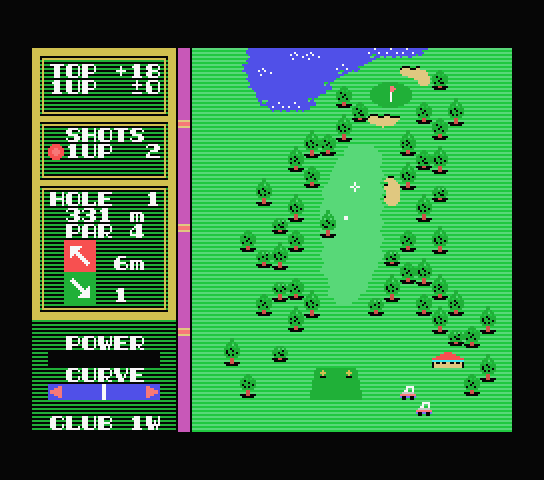 TOP +18
1UP ±0
SHOTS
1UP 2
HOLE 1
331 m
PAR 4
6m
1
POWER
CURVE
CLUB 1W